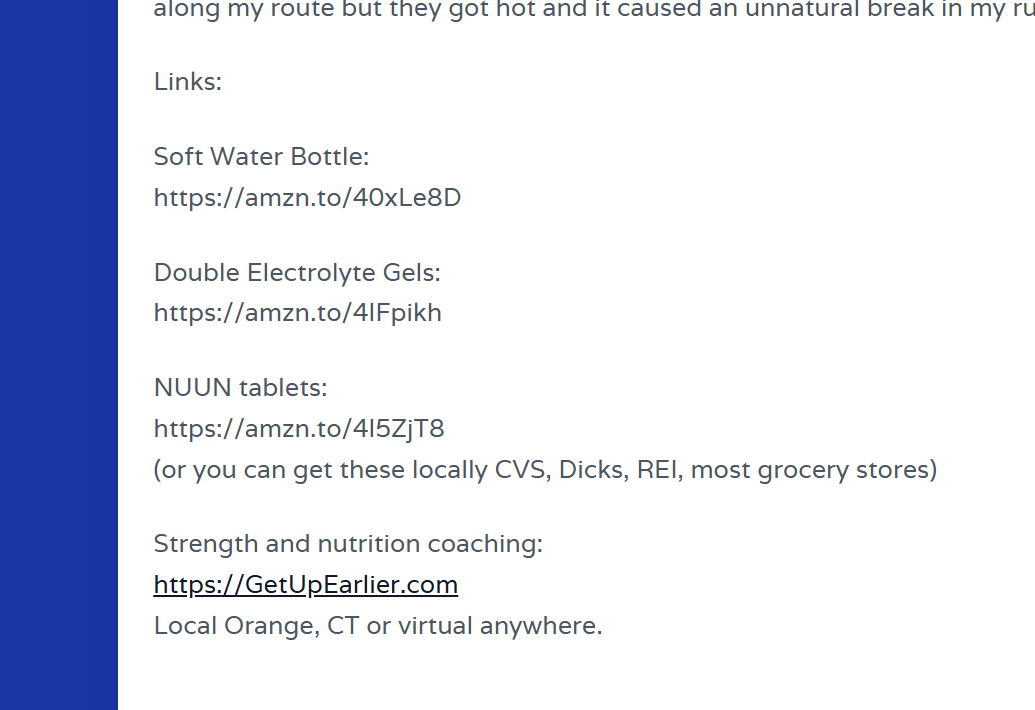 along my route but they got hot and it caused an unnatural break in my ru
Links:
Soft Water Bottle:
https://amzn.to/40xLe8D
Double Electrolyte Gels:
https://amzn.to/4lFpikh
NUUN tablets:
https://amzn.to/4l5ZjT8
(or you can get these locally CVS, Dicks, REI, most grocery stores)
Strength and nutrition coaching:
https://GetUpEarlier.com
Local Orange, CT or virtual anywhere.